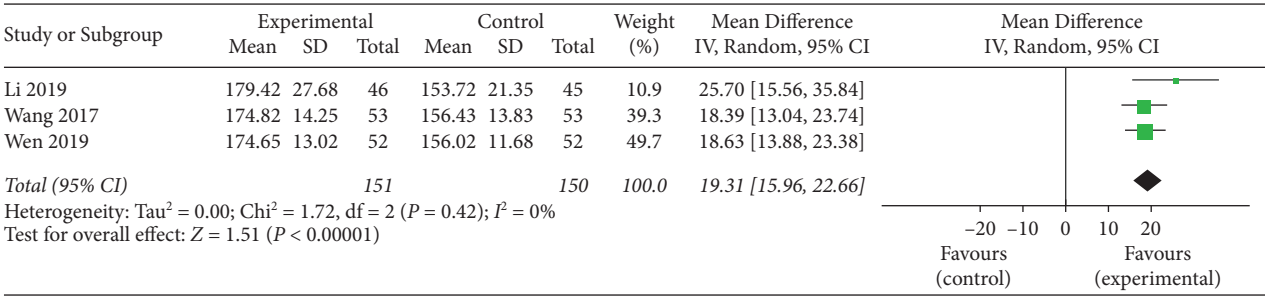 Study or Subgroup Experimental Control Weight Mean Difference Mean Difference
Mean SD Total Mean SD Total (%) IV, Random, 95% CI IV, Random, 95% CI
Li 2019 179.42 27.68 46 153.72 21.35 45 10.9 25.70 [15.56, 35.84]
Wang 2017 174.82 14.25 53 156.43 13.83 53 39.3 18.39 [13.04, 23.74]
Wen 2019 174.65 13.02 52 156.02 11.68 52 49.7 18.63 [13.88, 23.38]
Total (95% CI) 151 150 100.0 19.31 [15.96, 22.66]
Heterogeneity: Tau² = 0.00; Chi² = 1.72, df = 2 (P = 0.42); I² = 0%
Test for overall effect: Z = 1.51 (P < 0.00001)
–20 –10 0 10 20
Favours Favours
(control) (experimental)